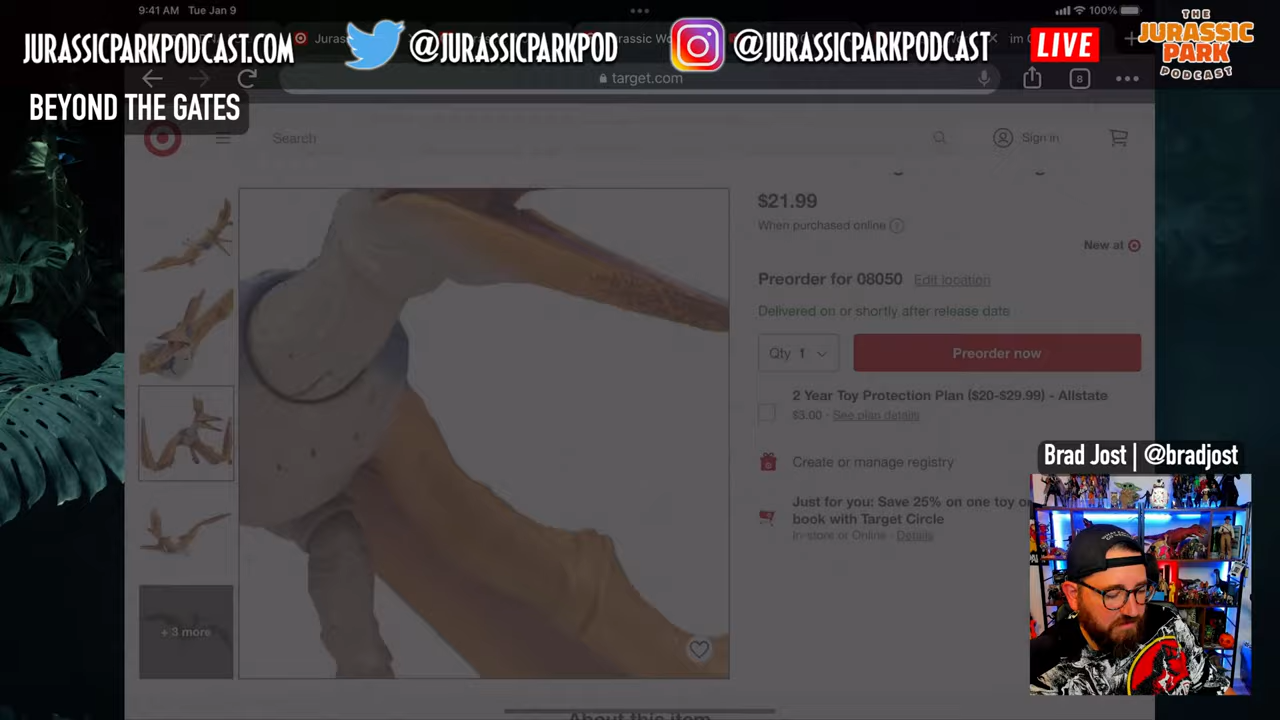 9:41 AM Tue Jan 9
100%
JURASSICPARKPODCAST.COM
@JURASSICPARKPOD
@JURASSICPARKPODCAST
LIVE
THE
JURASSIC
PARK
PODCAST
target.com
8
BEYOND THE GATES
Search
Sign in
$21.99
When purchased online
New at
Preorder for 08050 Edit location
Delivered on or shortly after release date
Qty 1
Preorder now
2 Year Toy Protection Plan ($20-$29.99) - Allstate
$3.00 · See plan details
Create or manage registry
Just for you: Save 25% on one toy or
book with Target Circle
In-store or Online · Details
+ 3 more
About this item
Brad Jost | @bradjost